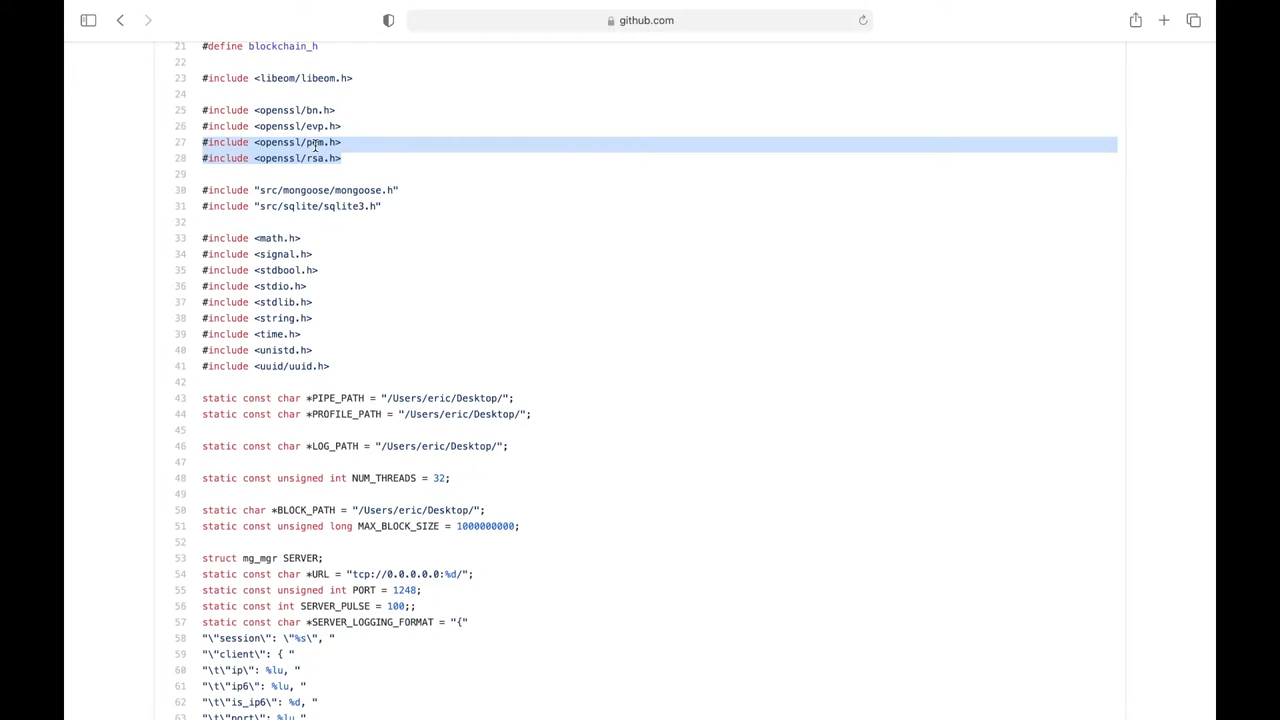 github.com
21 #define blockchain_h
22
23 #include <libeom/libeom.h>
24
25 #include <openssl/bn.h>
26 #include <openssl/evp.h>
27 #include <openssl/pem.h>
28 #include <openssl/rsa.h>
29
30 #include "src/mongoose/mongoose.h"
31 #include "src/sqlite/sqlite3.h"
32
33 #include <math.h>
34 #include <signal.h>
35 #include <stdbool.h>
36 #include <stdio.h>
37 #include <stdlib.h>
38 #include <string.h>
39 #include <time.h>
40 #include <unistd.h>
41 #include <uuid/uuid.h>
42
43 static const char *PIPE_PATH = "/Users/eric/Desktop/";
44 static const char *PROFILE_PATH = "/Users/eric/Desktop/";
45
46 static const char *LOG_PATH = "/Users/eric/Desktop/";
47
48 static const unsigned int NUM_THREADS = 32;
49
50 static char *BLOCK_PATH = "/Users/eric/Desktop/";
51 static const unsigned long MAX_BLOCK_SIZE = 1000000000;
52
53 struct mg_mgr SERVER;
54 static const char *URL = "tcp://0.0.0.0.0:%d/";
55 static const unsigned int PORT = 1248;
56 static const int SERVER_PULSE = 100;;
57 static const char *SERVER_LOGGING_FORMAT = "{"
58 "\"session\": \"%s\", "
59 "\"client\": { "
60 "\t\"ip\": %lu, "
61 "\t\"ip6\": %lu, "
62 "\t\"is_ip6\": %d, "
63 "\t\"port\": %lu, "